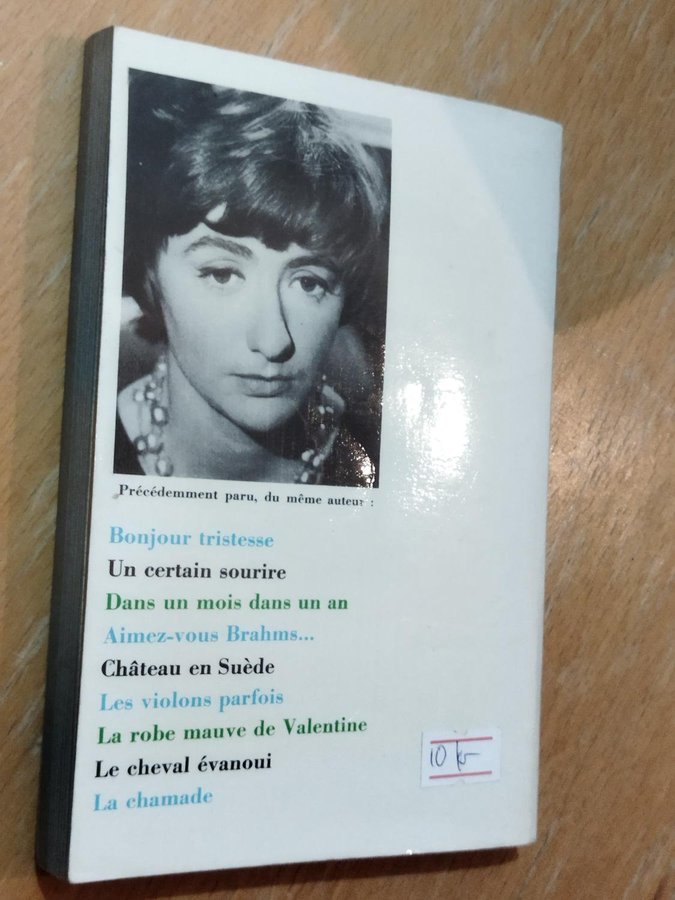 Précédemment paru, du même auteur :
Bonjour tristesse
Un certain sourire
Dans un mois dans un an
Aimez-vous Brahms...
Château en Suède
Les violons parfois
La robe mauve de Valentine
Le cheval évanoui
La chamade
10 kr